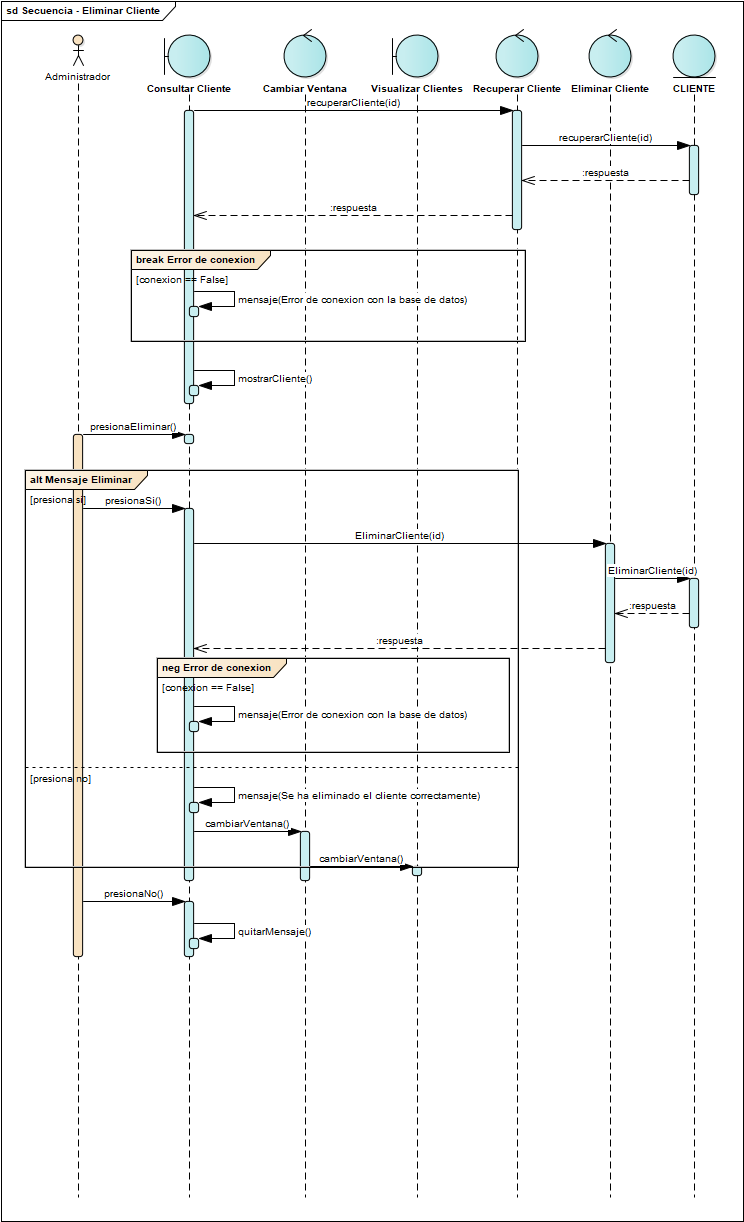 sd Secuencia - Eliminar Cliente
Administrador
Consultar Cliente
Cambiar Ventana
Visualizar Clientes
Recuperar Cliente
Eliminar Cliente
CLIENTE
recuperarCliente(id)
recuperarCliente(id)
:respuesta
:respuesta
break Error de conexion
[conexion == False]
mensaje(Error de conexion con la base de datos)
mostrarCliente()
presionaEliminar()
alt Mensaje Eliminar
[presiona si]
presionaSi()
EliminarCliente(id)
EliminarCliente(id)
:respuesta
:respuesta
neg Error de conexion
[conexion == False]
mensaje(Error de conexion con la base de datos)
[presiona no]
mensaje(Se ha eliminado el cliente correctamente)
cambiarVentana()
cambiarVentana()
presionaNo()
quitarMensaje()